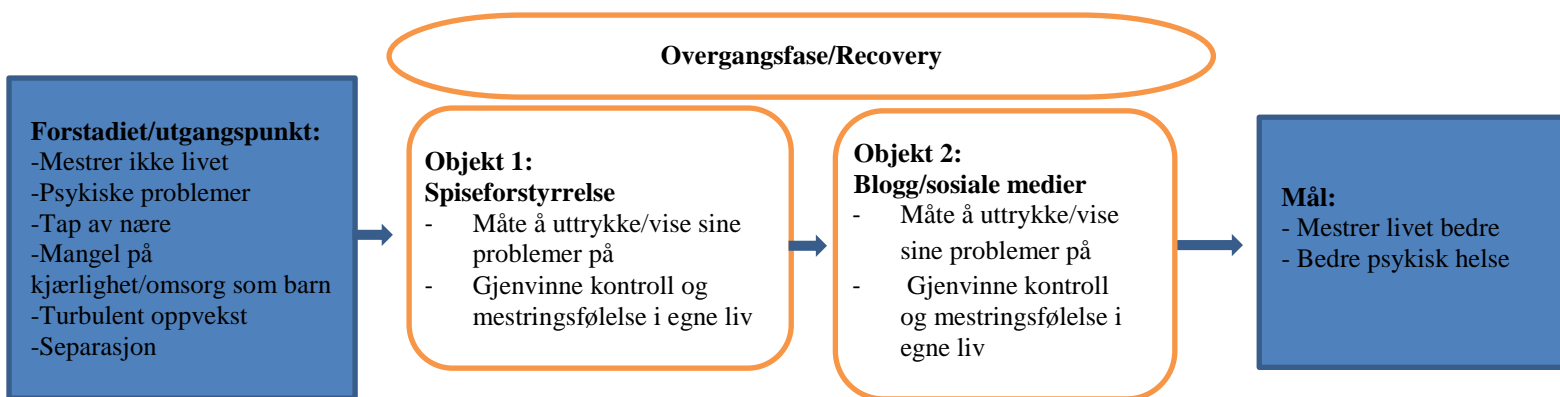 Overgangsfase/Recovery
Forstadiet/utgangspunkt:
-Mestrer ikke livet
-Psykiske problemer
-Tap av nære
-Mangel på
kjærlighet/omsorg som barn
-Turbulent oppvekst
-Separasjon
Objekt 1:
Spiseforstyrrelse
- Måte å uttrykke/vise sine
problemer på
- Gjenvinne kontroll og
mestringsfølelse i egne liv
Objekt 2:
Blogg/sosiale medier
- Måte å uttrykke/vise
sine problemer på
- Gjenvinne kontroll
og mestringsfølelse i
egne liv
Mål:
- Mestrer livet bedre
- Bedre psykisk helse